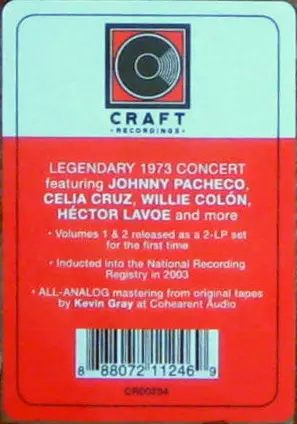 CRAFT
• RECORDINGS •
LEGENDARY 1973 CONCERT
featuring JOHNNY PACHECO,
CELIA CRUZ, WILLIE COLÓN,
HÉCTOR LAVOE and more
• Volumes 1 & 2 released as a 2-LP set
for the first time
• Inducted into the National Recording
Registry in 2003
• ALL-ANALOG mastering from original tapes
by Kevin Gray at Cohearent Audio
8 88072 11246 9